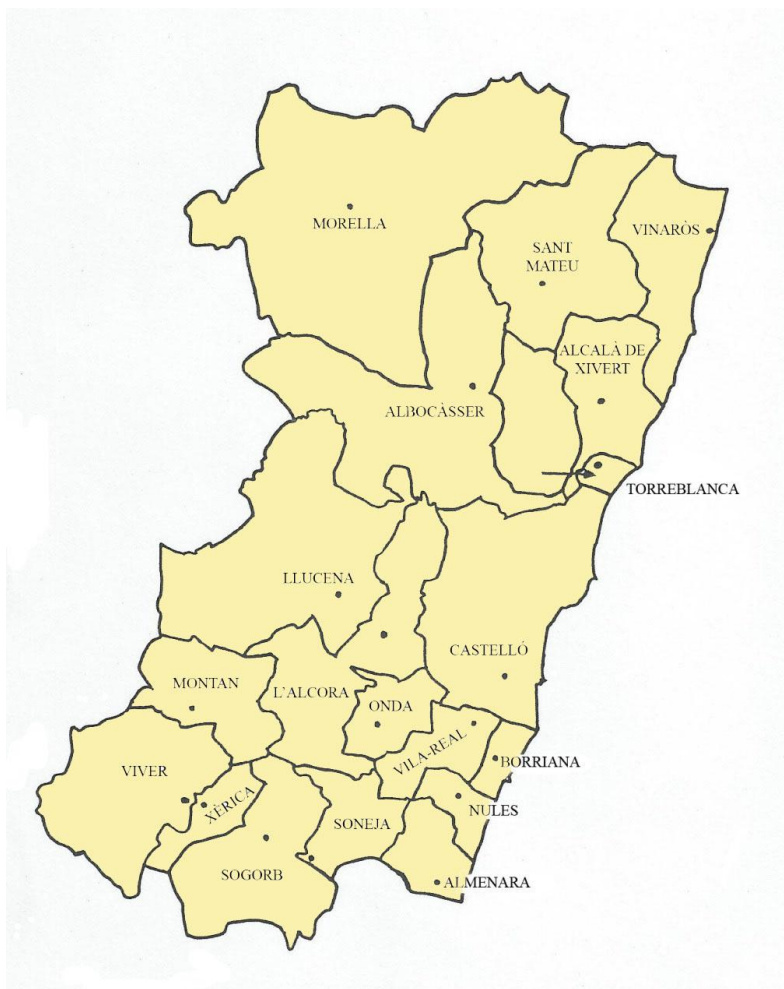 MORELLA
SANT
MATEU
VINARÒS
ALCALÀ DE
XIVERT
ALBOCÀSSER
TORREBLANCA
LLUCENA
CASTELLÓ
MONTAN
L'ALCORA
ONDA
VILA-REAL
BORRIANA
VIVER
XÈRICA
NULES
SONEJA
SOGORB
ALMENARA